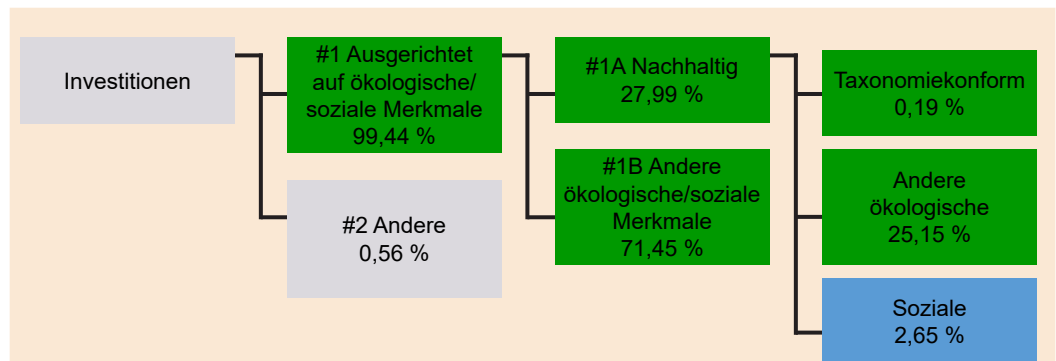 Investitionen
#1 Ausgerichtet
auf ökologische/
soziale Merkmale
99,44 %
#2 Andere
0,56 %
#1A Nachhaltig
27,99 %
#1B Andere
ökologische/soziale
Merkmale
71,45 %
Taxonomiekonform
0,19 %
Andere
ökologische
25,15 %
Soziale
2,65 %